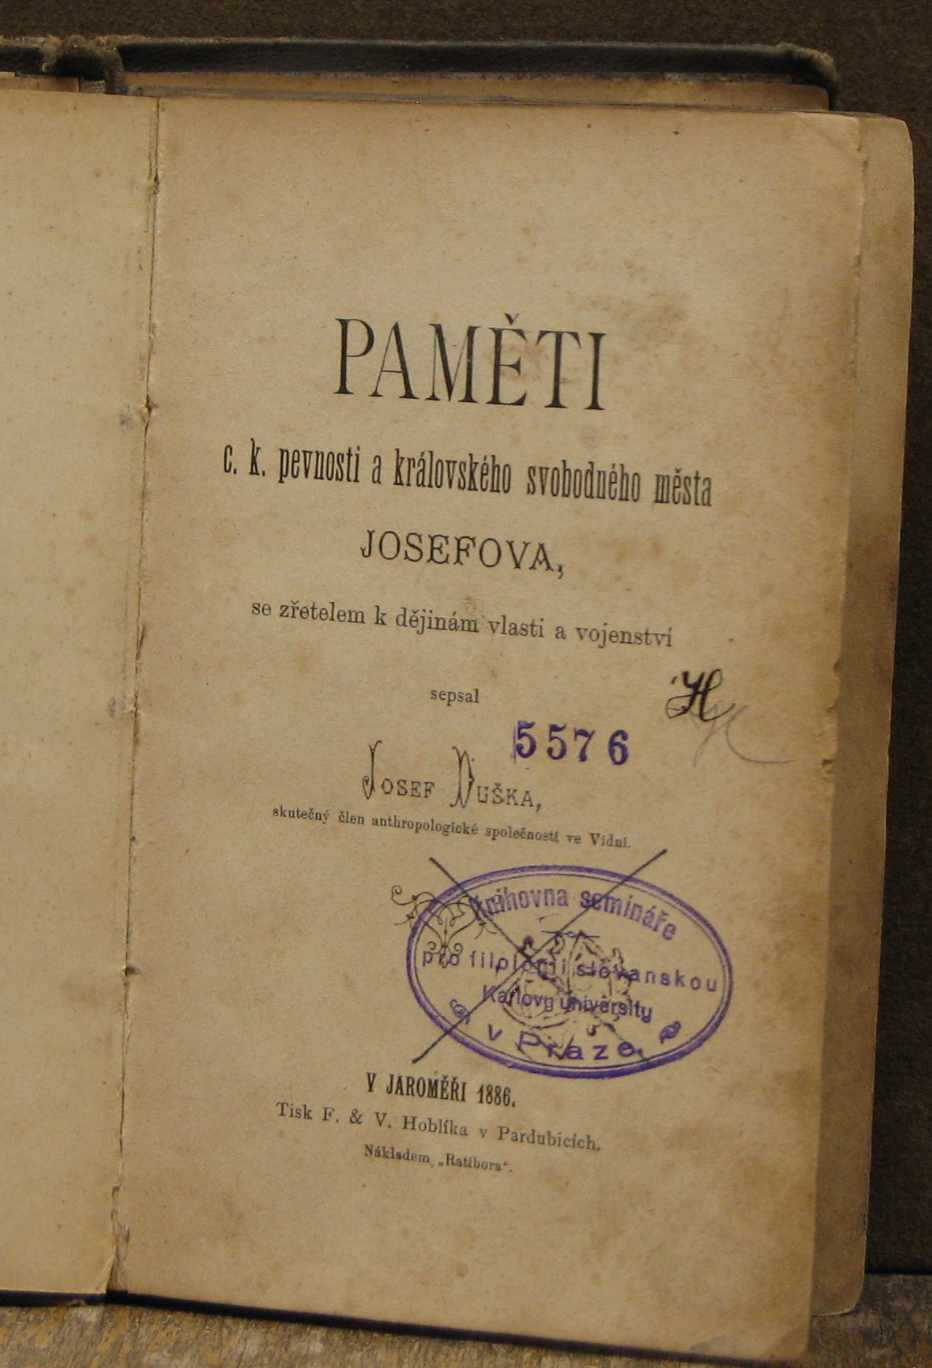 PAMĚTI
c. k. pevnosti a královského svobodného města
JOSEFOVA,
se zřetelem k dějinám vlasti a vojenství
sepsal
H
5576
JOSEF DUŠKA,
skutečný člen anthropologické společnosti ve Vídni.
Knihovna semináře
pro filologii slovanskou
Karlovy university
v Praze
V JAROMĚŘI 1886.
Tisk F. & V. Hoblíka v Pardubicích.
Nákladem „Ratibora“.